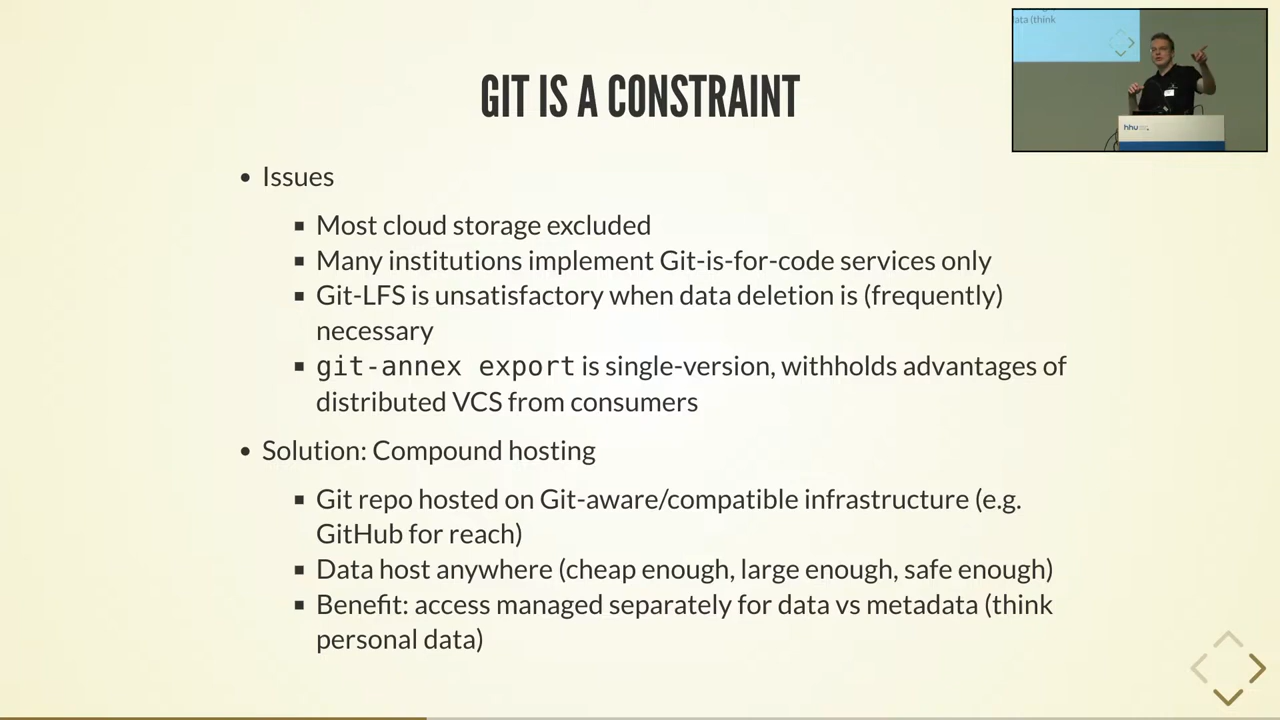 GIT IS A CONSTRAINT
ata (think
hhu
Issues
Most cloud storage excluded
Many institutions implement Git-is-for-code services only
Git-LFS is unsatisfactory when data deletion is (frequently)
necessary
git-annex export is single-version, withholds advantages of
distributed VCS from consumers
Solution: Compound hosting
Git repo hosted on Git-aware/compatible infrastructure (e.g.
GitHub for reach)
Data host anywhere (cheap enough, large enough, safe enough)
Benefit: access managed separately for data vs metadata (think
personal data)